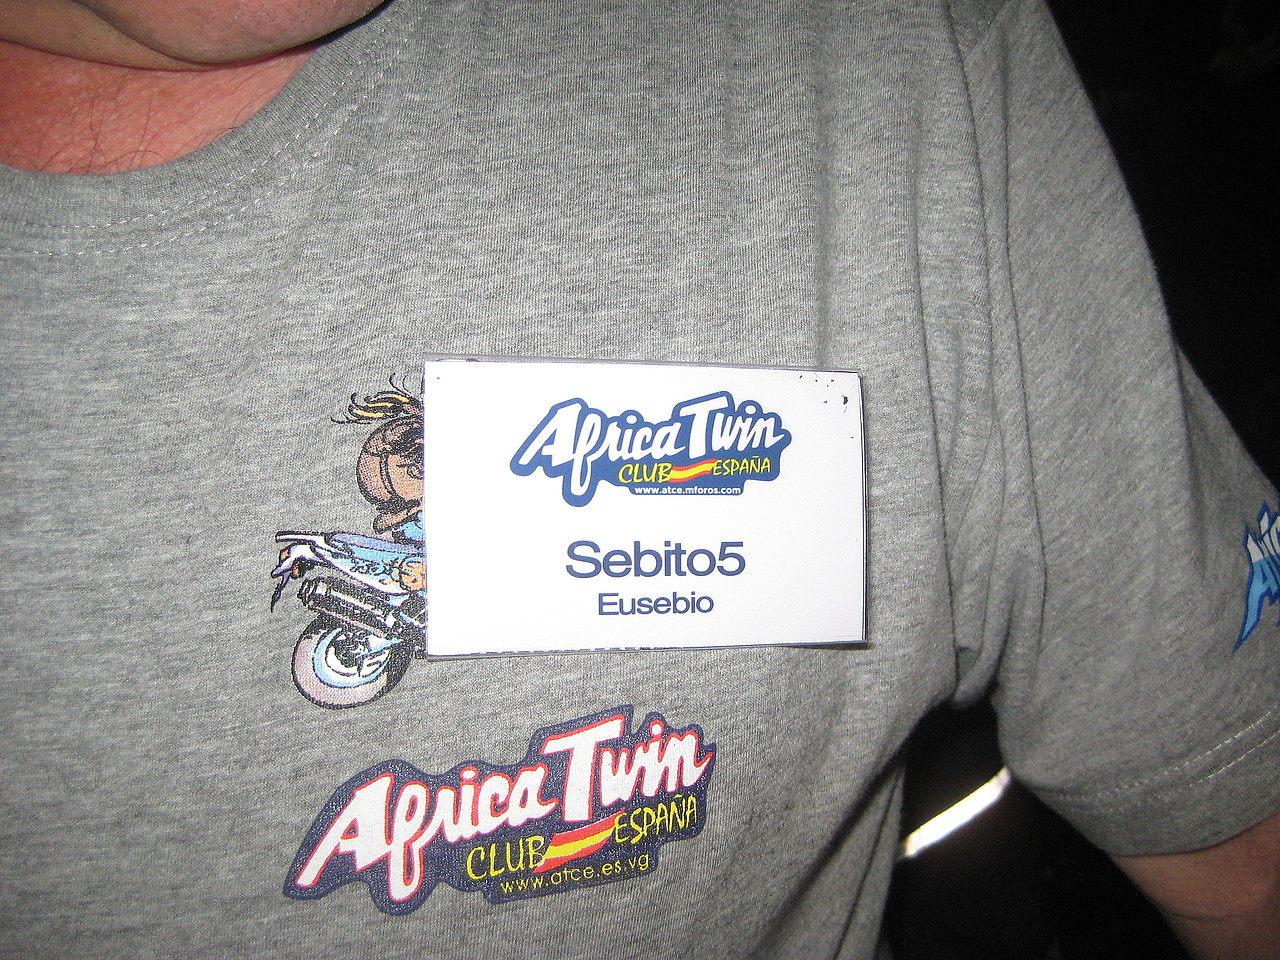 Africa Twin
CLUB ESPAÑA
www.atce.mforos.com
Sebito5
Eusebio
Africa Twin
CLUB ESPAÑA
www.atce.es.vg